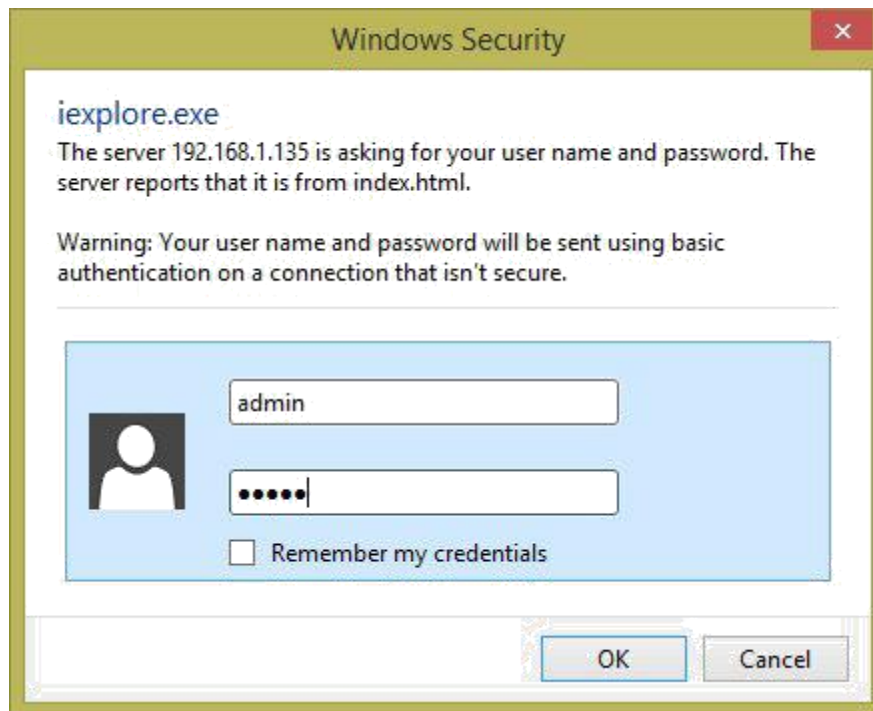 Windows Security
iexplore.exe
The server 192.168.1.135 is asking for your user name and password. The
server reports that it is from index.html.
Warning: Your user name and password will be sent using basic
authentication on a connection that isn't secure.
admin
•••••
Remember my credentials
OK
Cancel